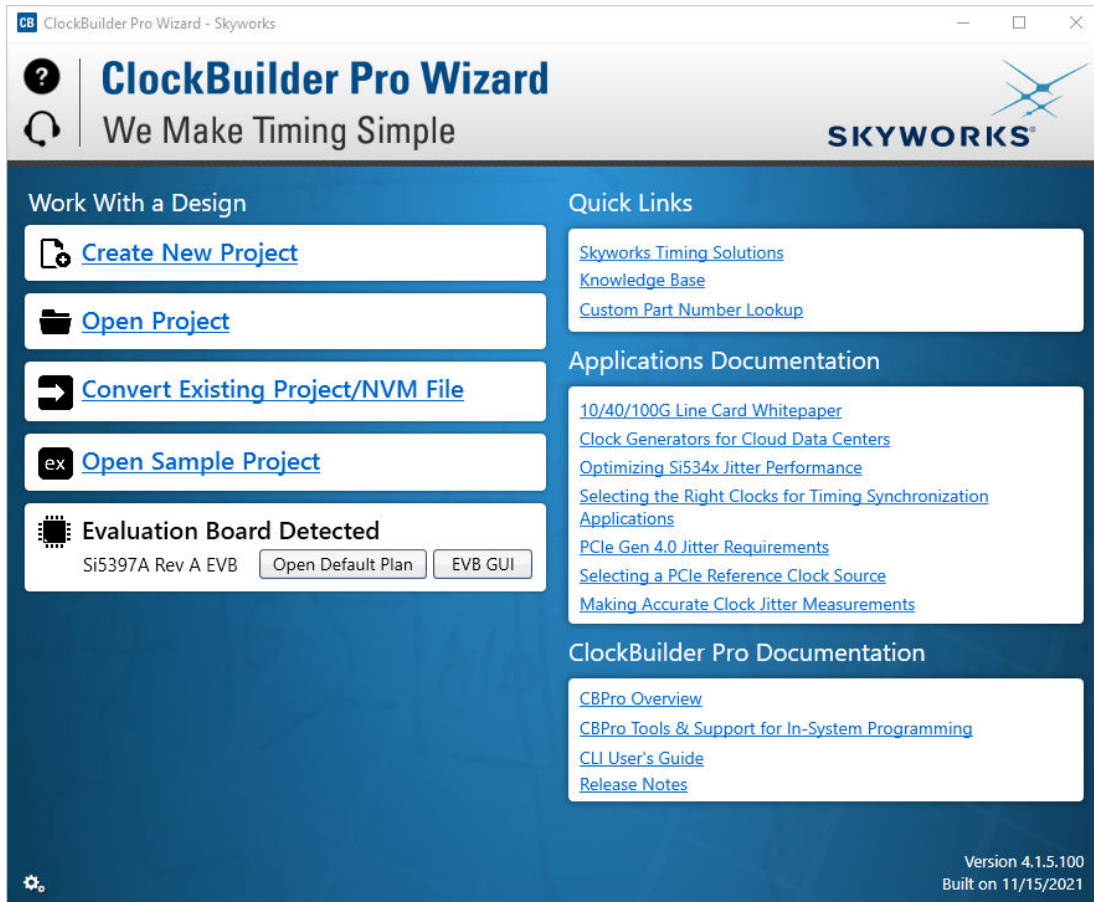 CB ClockBuilder Pro Wizard - Skyworks
?
ClockBuilder Pro Wizard
We Make Timing Simple
SKYWORKS®
Work With a Design
Create New Project
Open Project
Convert Existing Project/NVM File
ex Open Sample Project
Evaluation Board Detected
Si5397A Rev A EVB Open Default Plan EVB GUI
Quick Links
Skyworks Timing Solutions
Knowledge Base
Custom Part Number Lookup
Applications Documentation
10/40/100G Line Card Whitepaper
Clock Generators for Cloud Data Centers
Optimizing Si534x Jitter Performance
Selecting the Right Clocks for Timing Synchronization
Applications
PCIe Gen 4.0 Jitter Requirements
Selecting a PCIe Reference Clock Source
Making Accurate Clock Jitter Measurements
ClockBuilder Pro Documentation
CBPro Overview
CBPro Tools & Support for In-System Programming
CLI User's Guide
Release Notes
Version 4.1.5.100
Built on 11/15/2021